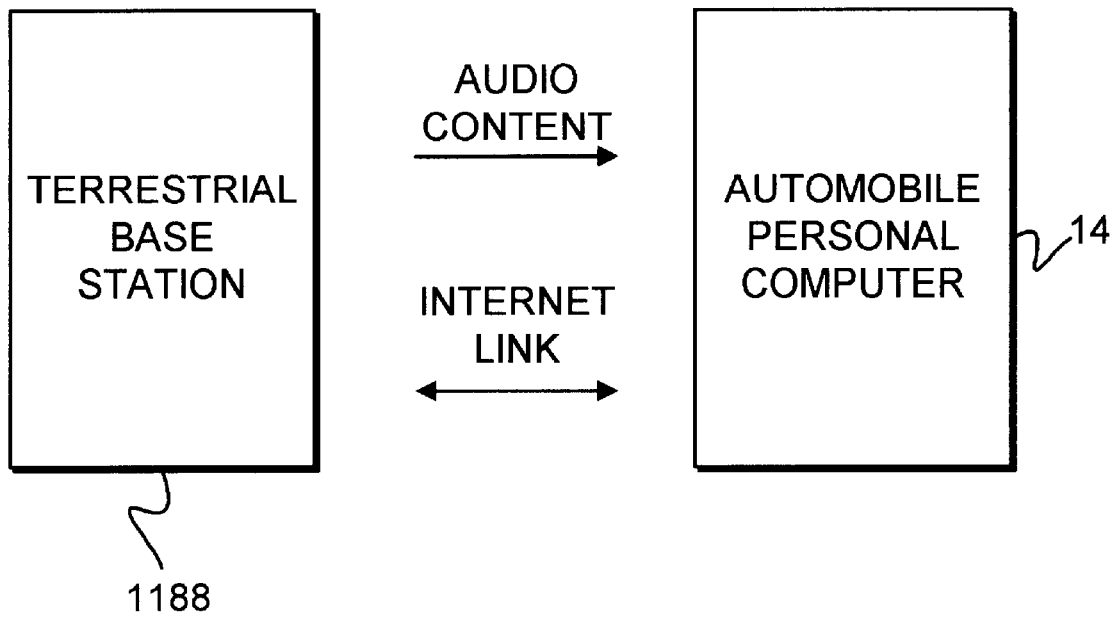 TERRESTRIAL
BASE
STATION
AUDIO
CONTENT
INTERNET
LINK
AUTOMOBILE
PERSONAL
COMPUTER
14
1188